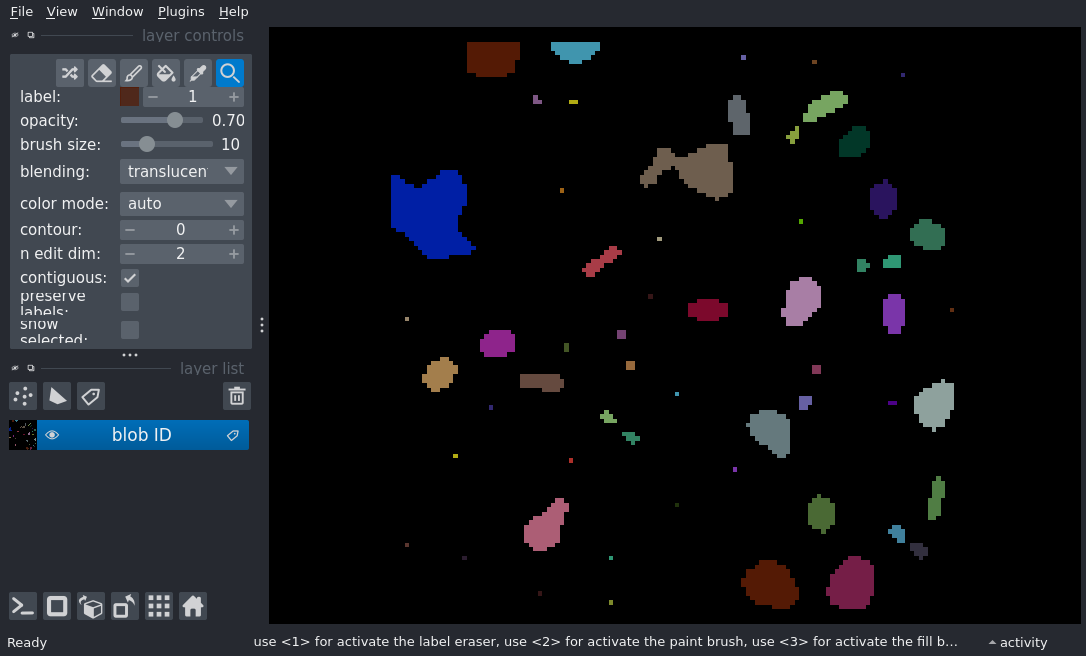 File View Window Plugins Help
layer controls
label: 1
opacity: 0.70
brush size: 10
blending: translucen
color mode: auto
contour: 0
n edit dim: 2
contiguous:
preserve
labels:
show
selected:
layer list
blob ID
Ready use <1> for activate the label eraser, use <2> for activate the paint brush, use <3> for activate the fill b... activity